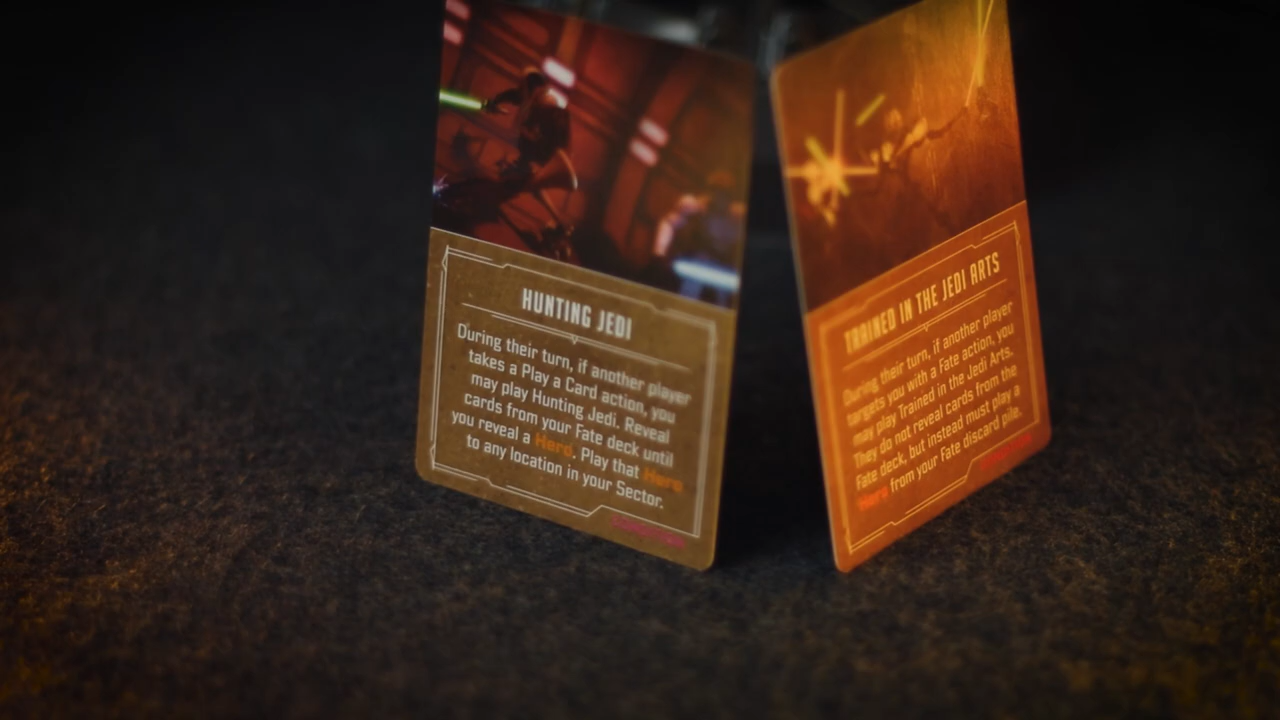 HUNTING JEDI
During their turn, if another player
takes a Play a Card action, you
may play Hunting Jedi. Reveal
cards from your Fate deck until
you reveal a Hero. Play that Hero
to any location in your Sector.
TRAINED IN THE JEDI ARTS
During their turn, if another player
targets you with a Fate action, you
may play Trained in the Jedi Arts.
They do not reveal cards from the
Fate deck, but instead must play a
Hero from your Fate discard pile.